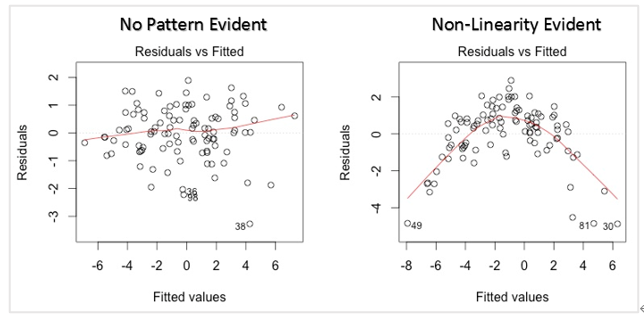 No Pattern Evident
Residuals vs Fitted
Residuals
2
1
0
-1
-2
-3
36
98
38
-6 -4 -2 0 2 4 6
Fitted values
Non-Linearity Evident
Residuals vs Fitted
Residuals
2
0
-2
-4
49
81
30
-8 -6 -4 -2 0 2 4 6
Fitted values